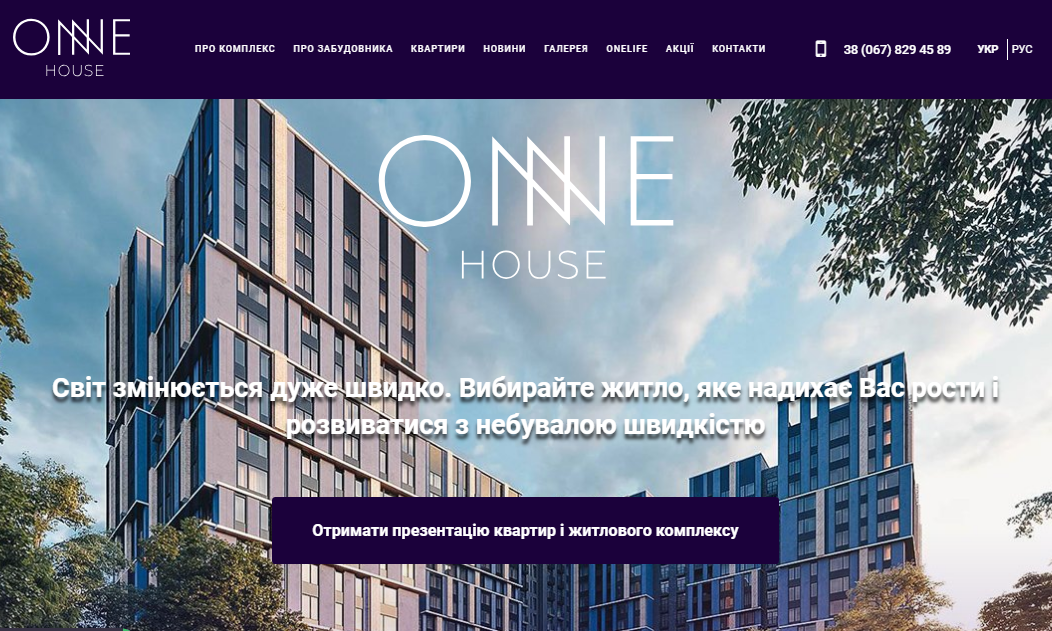 ONNE
HOUSE
ПРО КОМПЛЕКС ПРО ЗАБУДОВНИКА КВАРТИРИ НОВИНИ ГАЛЕРЕЯ ONELIFE АКЦІЇ КОНТАКТИ
38 (067) 829 45 89
УКР РУС
ONNE
HOUSE
Світ змінюється дуже швидко. Вибирайте житло, яке надихає Вас рости і
розвиватися з небувалою швидкістю
Отримати презентацію квартир і житлового комплексу